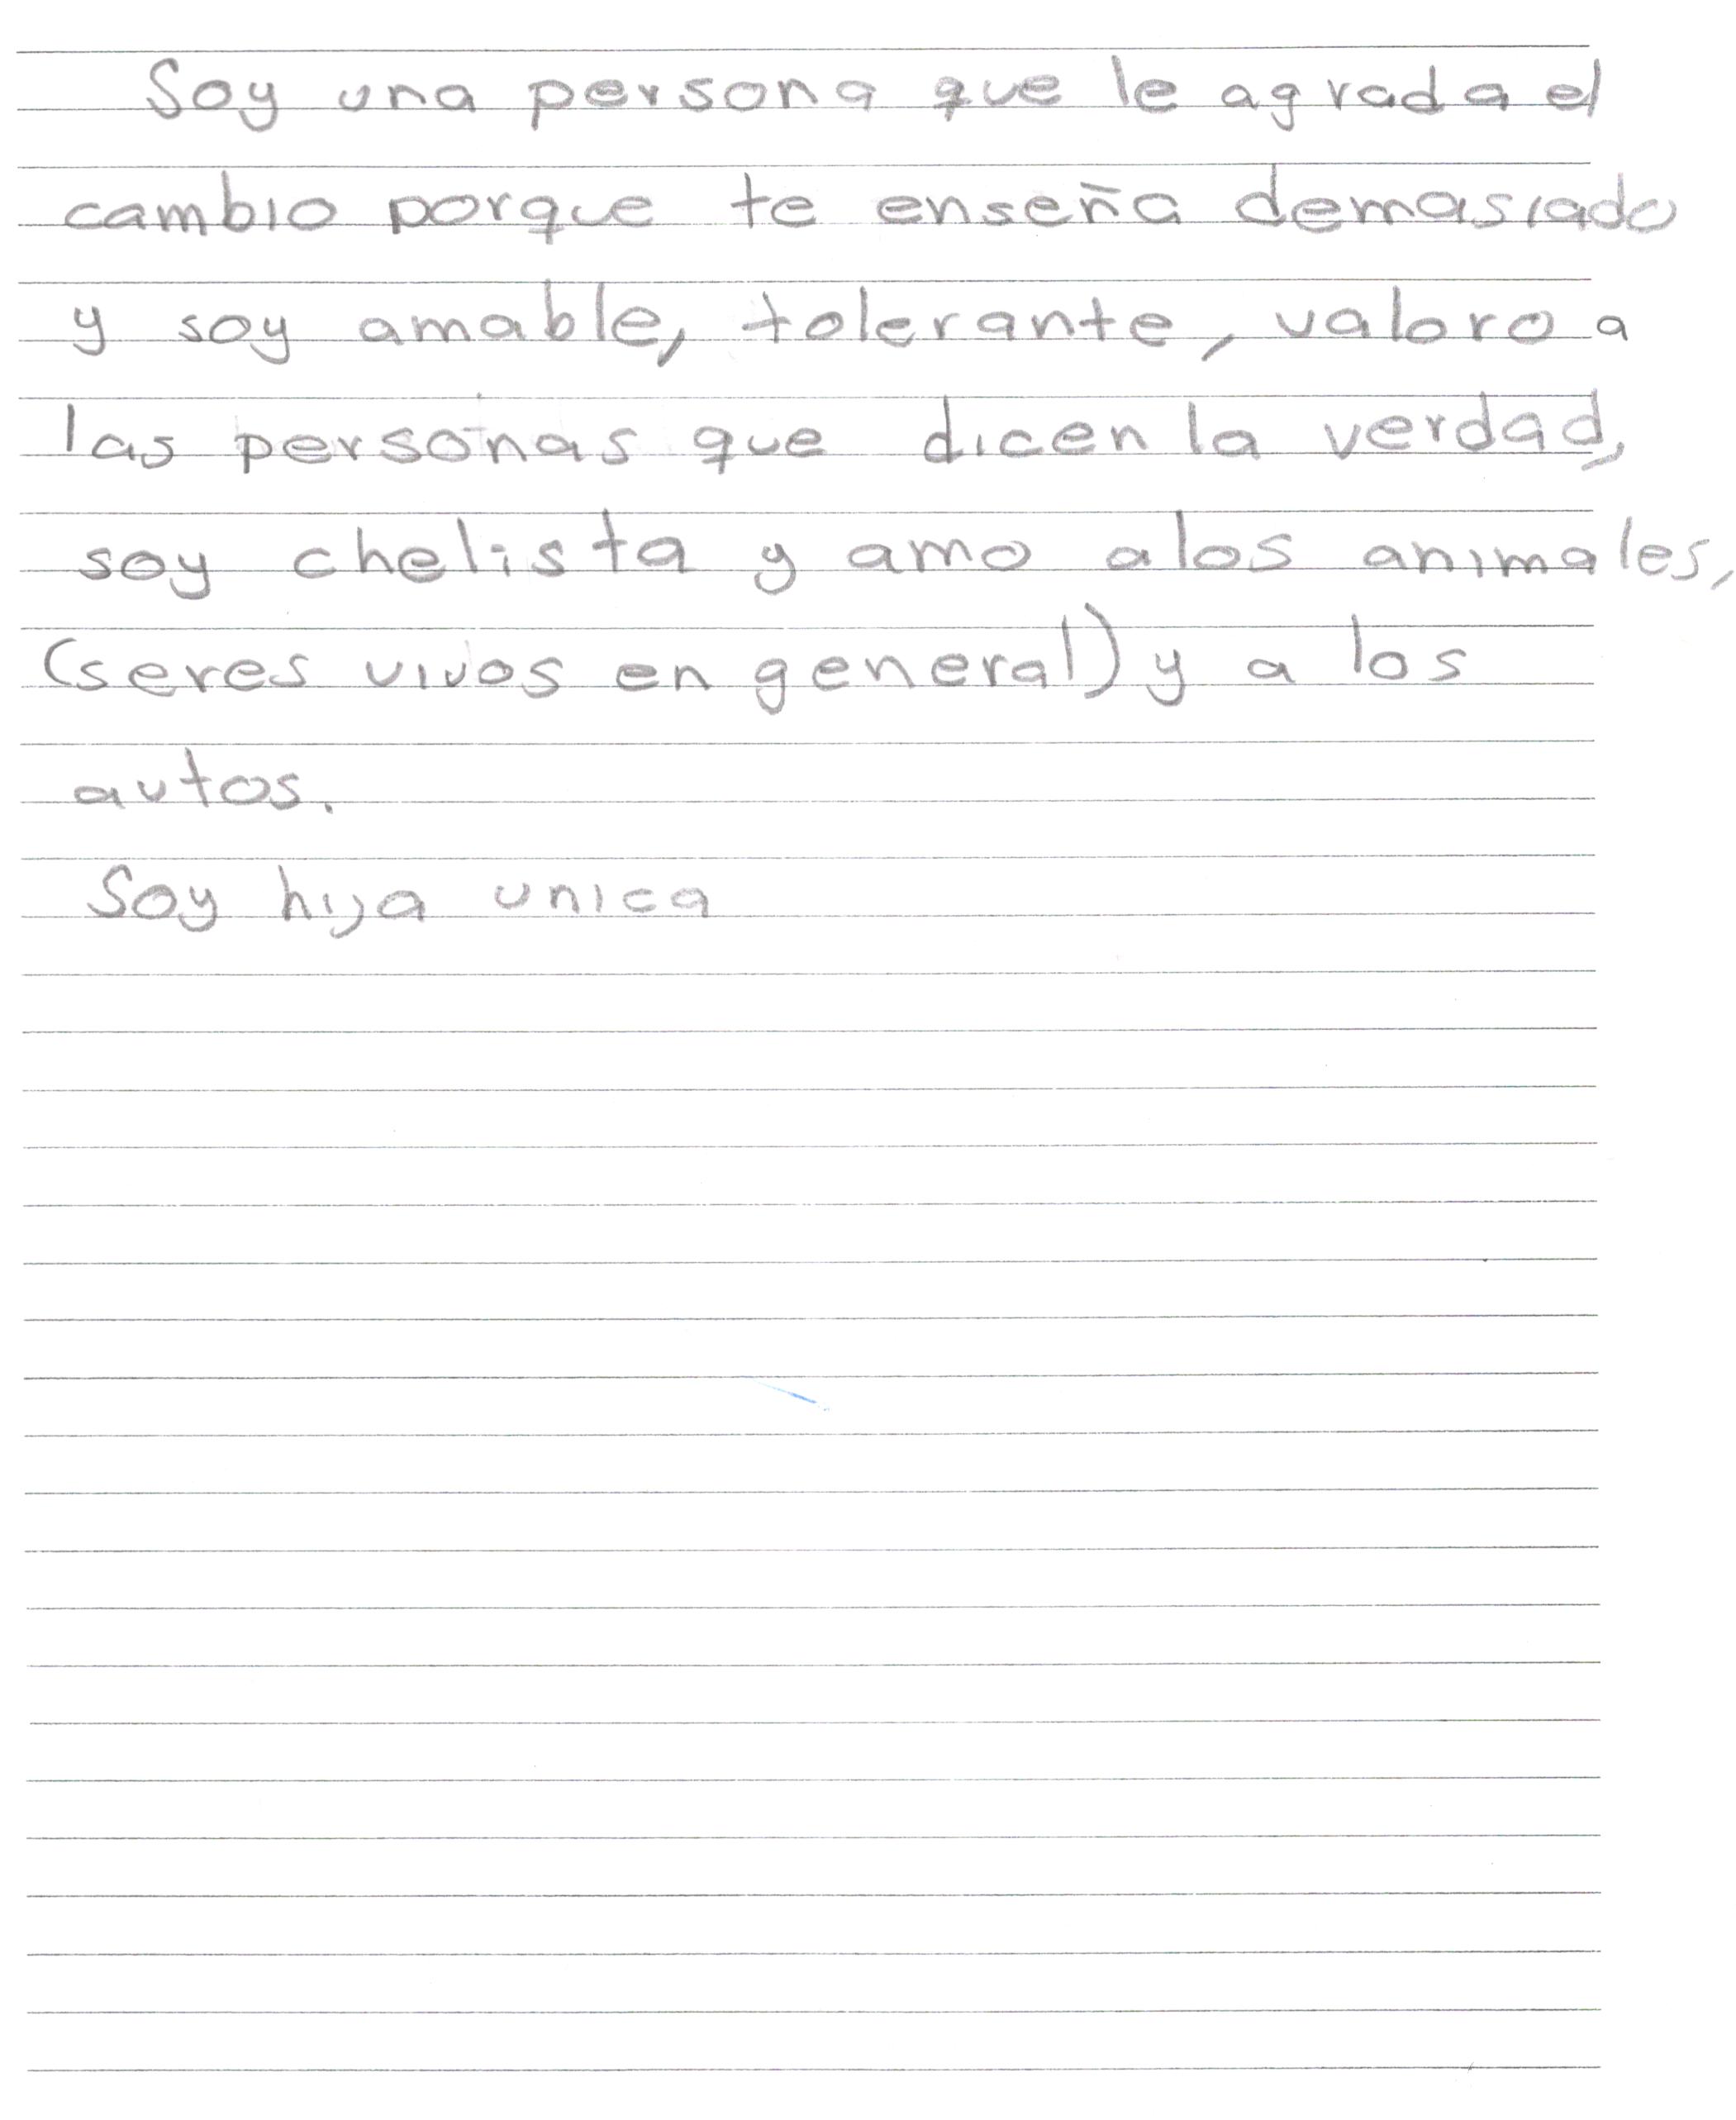 Soy una persona que le agrada el
cambio porque te enseña demasiado
y soy amable, tolerante, valoro a
las personas que dicen la verdad,
soy chelista y amo alos animales,
(seres vivos en general) y a los
autos.
Soy hija unica